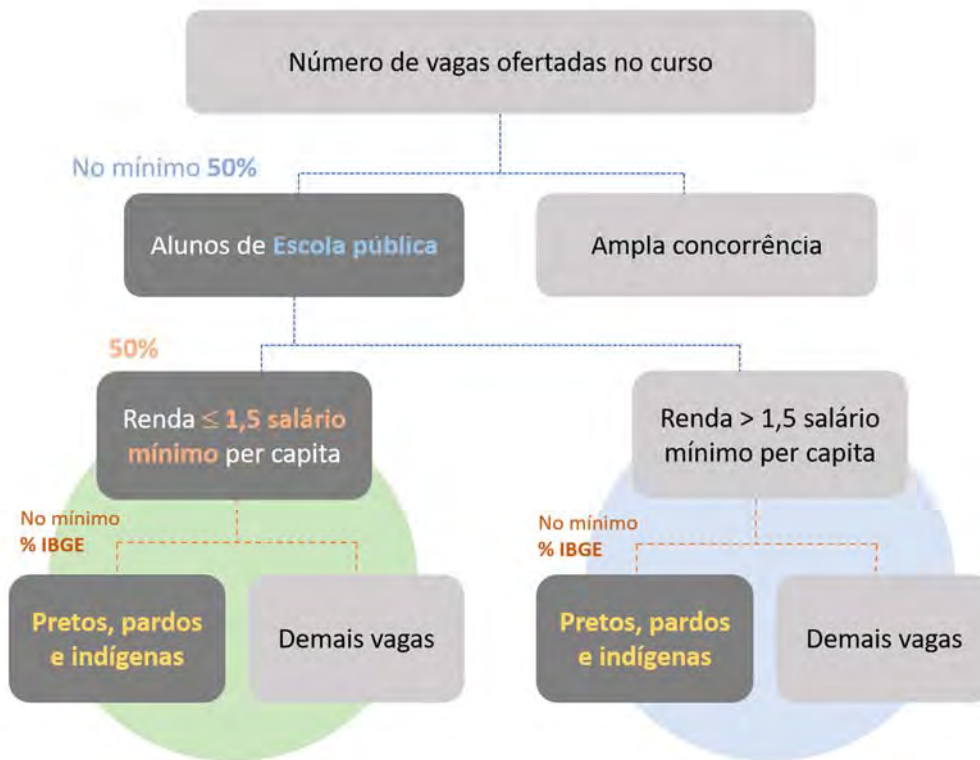 Número de vagas ofertadas no curso
No mínimo 50%
Alunos de Escola pública
Ampla concorrência
50%
Renda ≤ 1,5 salário
mínimo per capita
Renda > 1,5 salário
mínimo per capita
No mínimo
% IBGE
Pretos, pardos
e indígenas
Demais vagas
No mínimo
% IBGE
Pretos, pardos
e indígenas
Demais vagas